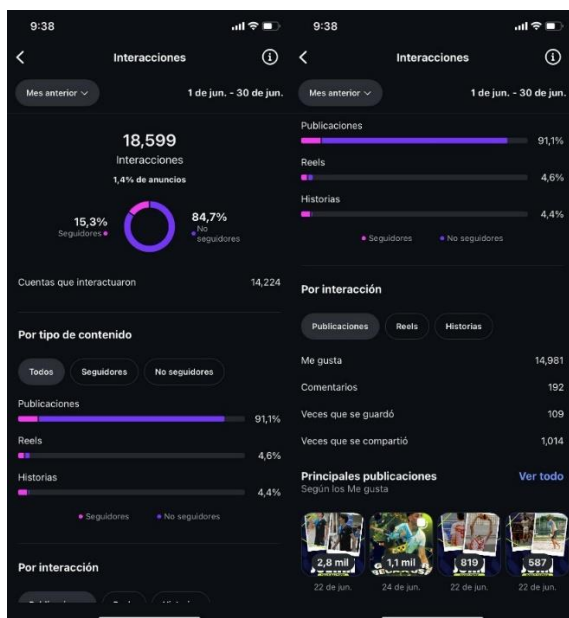 9:38
Interacciones
Mes anterior
1 de jun. - 30 de jun.
18,599
Interacciones
1,4% de anuncios
15,3%
Seguidores
84,7%
No
seguidores
Cuentas que interactuaron 14,224
Por tipo de contenido
Todos Seguidores No seguidores
Publicaciones
91,1%
Reels
4,6%
Historias
4,4%
Seguidores No seguidores
Por interacción
9:38
Interacciones
Mes anterior
1 de jun. - 30 de jun.
Publicaciones
91,1%
Reels
4,6%
Historias
4,4%
Seguidores No seguidores
Por interacción
Publicaciones Reels Historias
Me gusta 14,981
Comentarios 192
Veces que se guardó 109
Veces que se compartió 1,014
Principales publicaciones Ver todo
Según los Me gusta
2,8 mil 1,1 mil 819 587
22 de jun. 24 de jun. 22 de jun. 22 de jun.